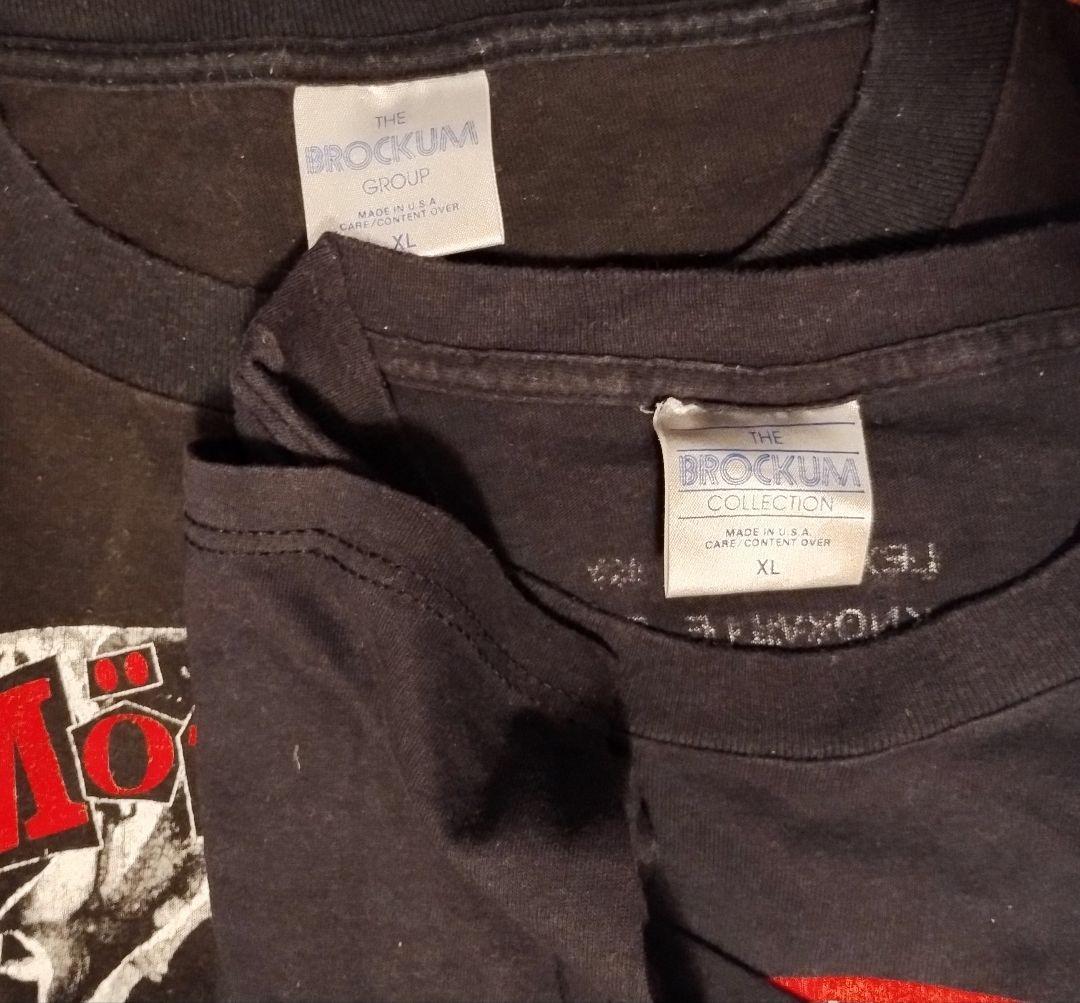 THE
BROCKUM
GROUP
MADE IN U.S.A.
CARE/CONTENT OVER
XL
THE
BROCKUM
COLLECTION
MADE IN U.S.A.
CARE/CONTENT OVER
XL
Mö